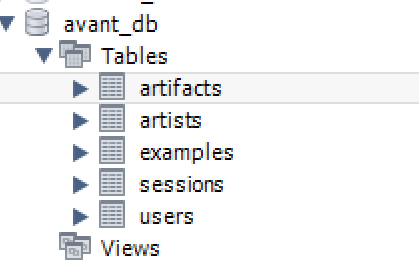 avant_db
Tables
artifacts
artists
examples
sessions
users
Views